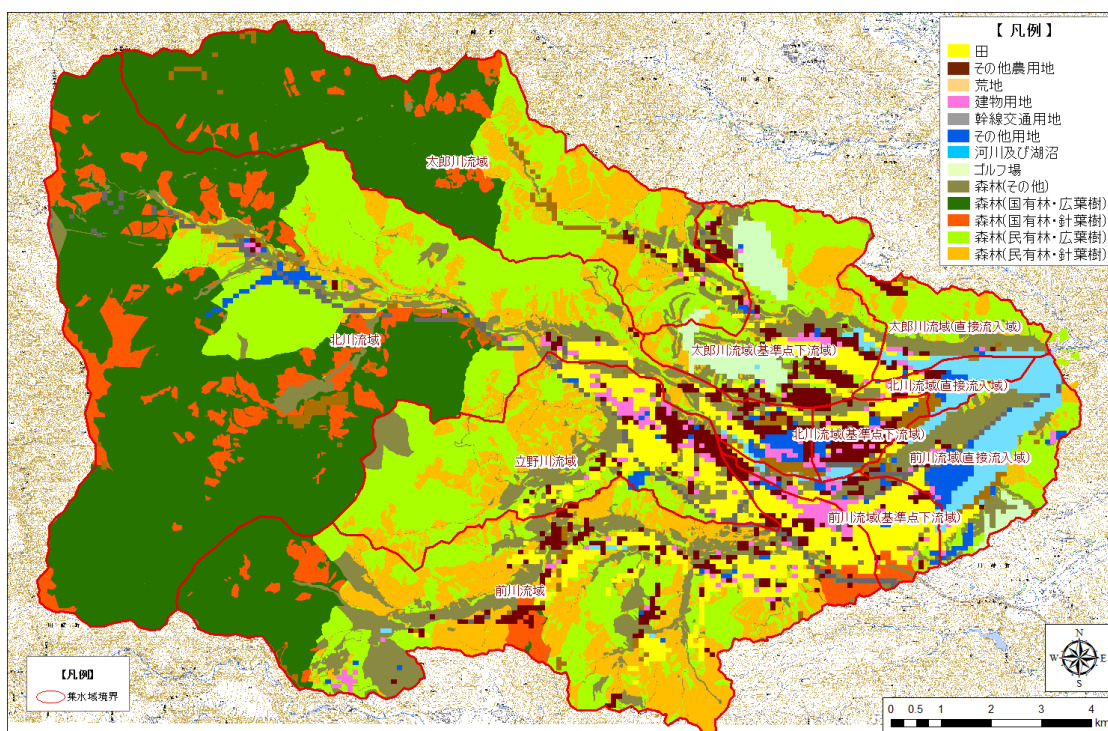 【 凡例 】
田
その他農用地
荒地
建物用地
幹線交通用地
その他用地
河川及び湖沼
ゴルフ場
森林(その他)
森林(国有林・広葉樹)
森林(国有林・針葉樹)
森林(民有林・広葉樹)
森林(民有林・針葉樹)
太郎川流域
太郎川流域(直接流入域)
北川流域
太郎川流域(基準点下流域)
北川流域(直接流入域)
北川流域(基準点下流域)
立野川流域
前川流域(直接流入域)
前川流域(基準点下流域)
前川流域
【凡例】
集水域境界
N
W E
S
0 0.5 1 2 3 4
km